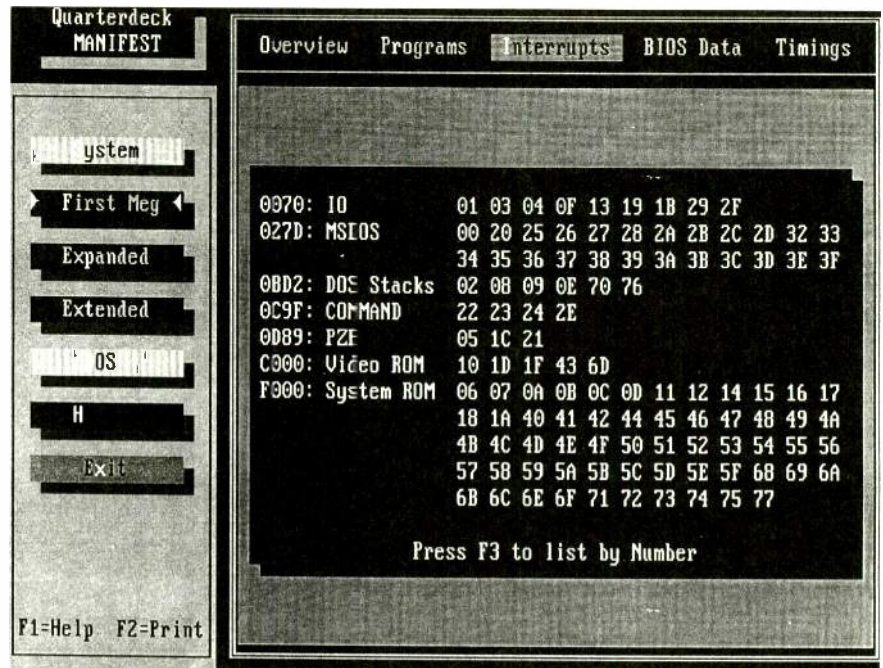 Quarterdeck
MANIFEST
Overview Programs Interrupts BIOS Data Timings
ystem
First Meg
Expanded
Extended
OS
H
Exit
F1=Help F2=Print
0070: IO 01 03 04 0F 13 19 1B 29 2F
027D: MSDOS 00 20 25 26 27 28 2A 2B 2C 2D 32 33
34 35 36 37 38 39 3A 3B 3C 3D 3E 3F
0BD2: DOS Stacks 02 08 09 0E 70 76
0C9F: COMMAND 22 23 24 2E
0D89: PZE 05 1C 21
C000: Video ROM 10 1D 1F 43 6D
F000: System ROM 06 07 0A 0B 0C 0D 11 12 14 15 16 17
18 1A 40 41 42 44 45 46 47 48 49 4A
4B 4C 4D 4E 4F 50 51 52 53 54 55 56
57 58 59 5A 5B 5C 5D 5E 5F 68 69 6A
6B 6C 6E 6F 71 72 73 74 75 77
Press F3 to list by Number